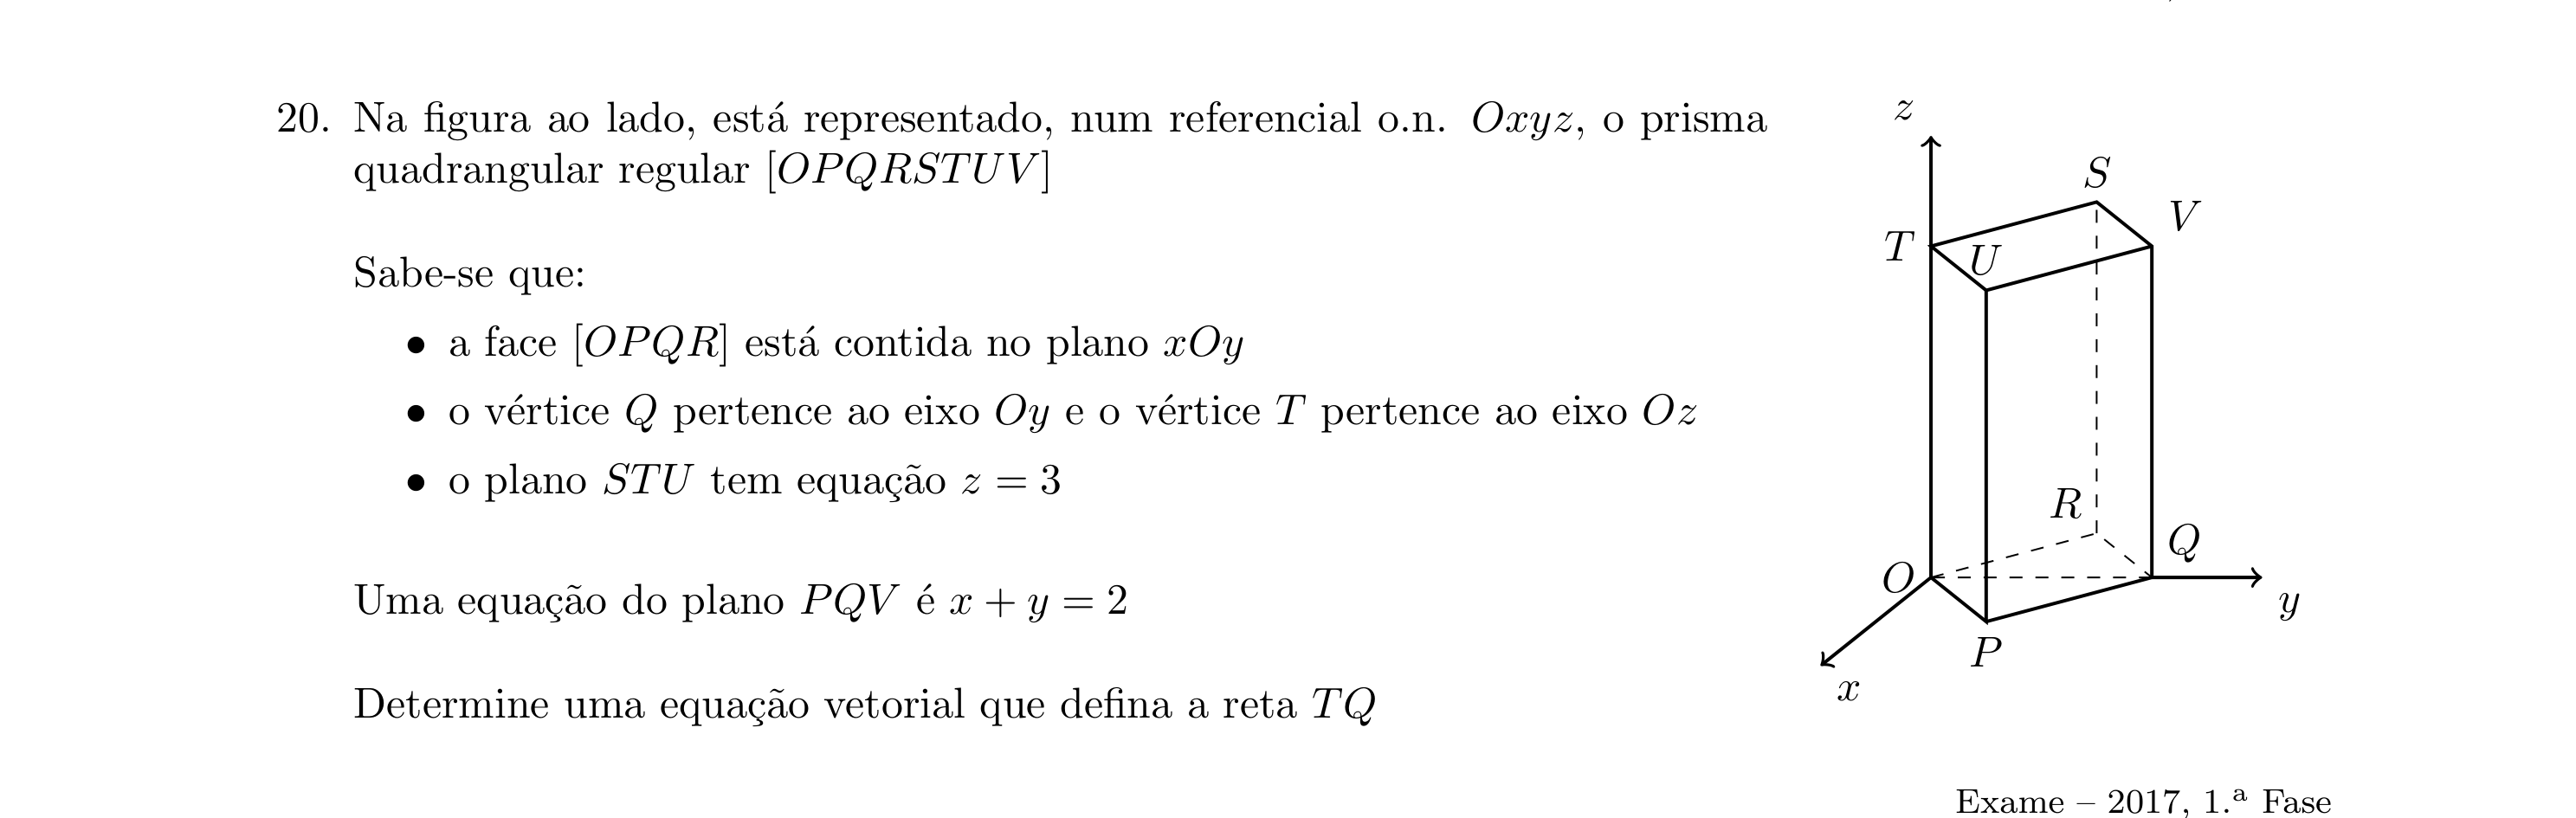 20. Na figura ao lado, está representado, num referencial o.n. Oxyz, o prisma
quadrangular regular [OPQRSTUV]
Sabe-se que:
• a face [OPQR] está contida no plano xOy
• o vértice Q pertence ao eixo Oy e o vértice T pertence ao eixo Oz
• o plano STU tem equação z = 3
Uma equação do plano PQV é x + y = 2
Determine uma equação vetorial que defina a reta TQ
z
S
V
T
U
R
Q
O
y
P
x
Exame – 2017, 1.ª Fase